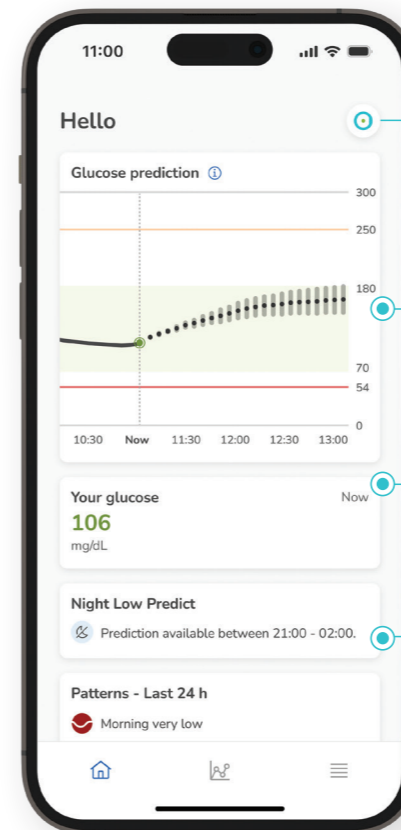 11:00
Hello
Glucose prediction
300
250
180
70
54
0
10:30 Now 11:30 12:00 12:30 13:00
Your glucose Now
106
mg/dL
Night Low Predict
Prediction available between 21:00 - 02:00.
Patterns - Last 24 h
Morning very low